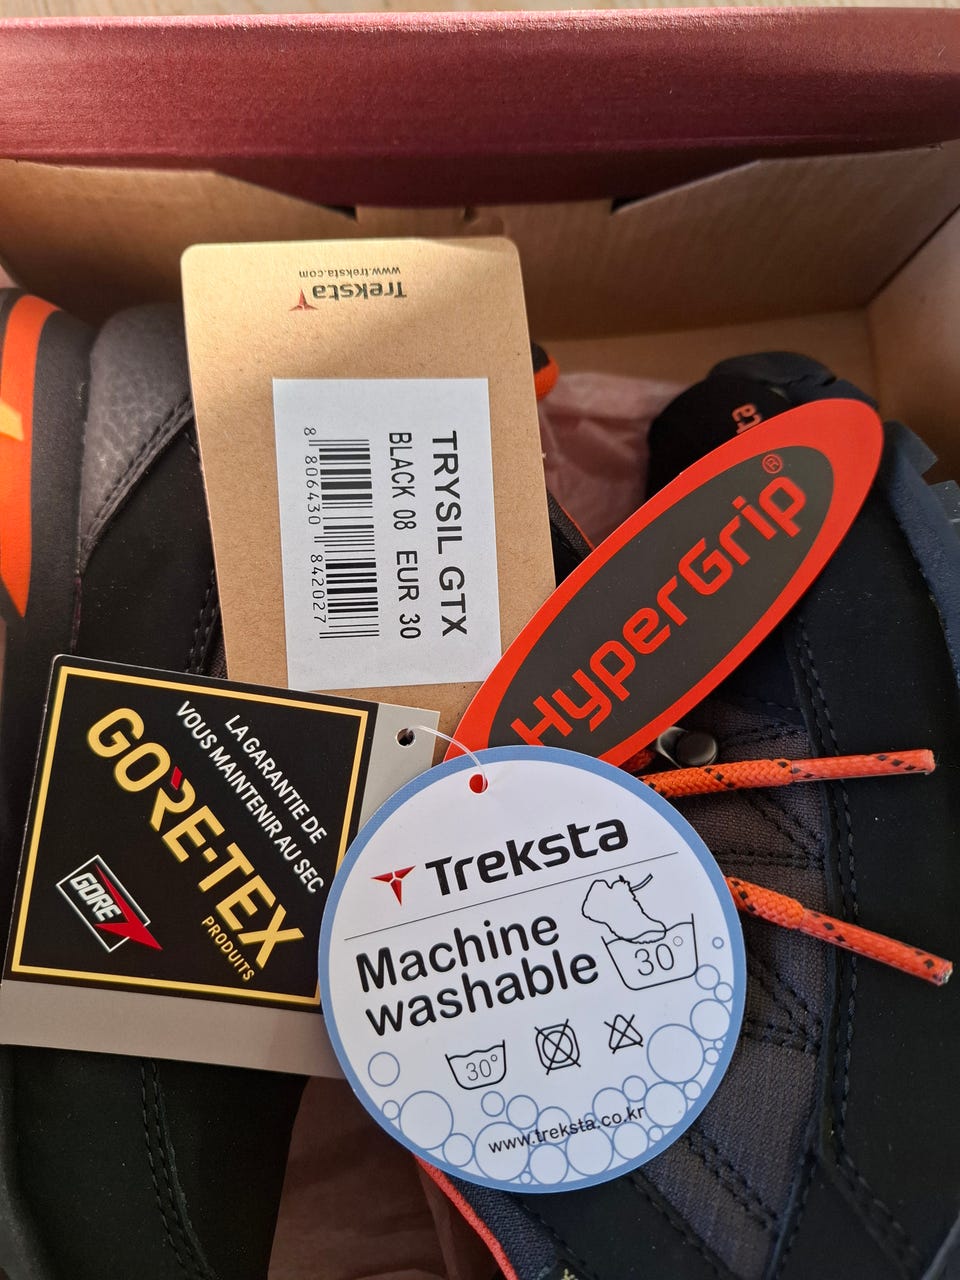 www.treksta.com
Treksta
TRYSIL GTX
BLACK 08 EUR 30
8 806430 842027
HyperGrip®
LA GARANTIE DE
VOUS MAINTENIR AU SEC
GORE-TEX
PRODUITS
GORE
Treksta
Machine
washable
30°
30°
www.treksta.co.kr